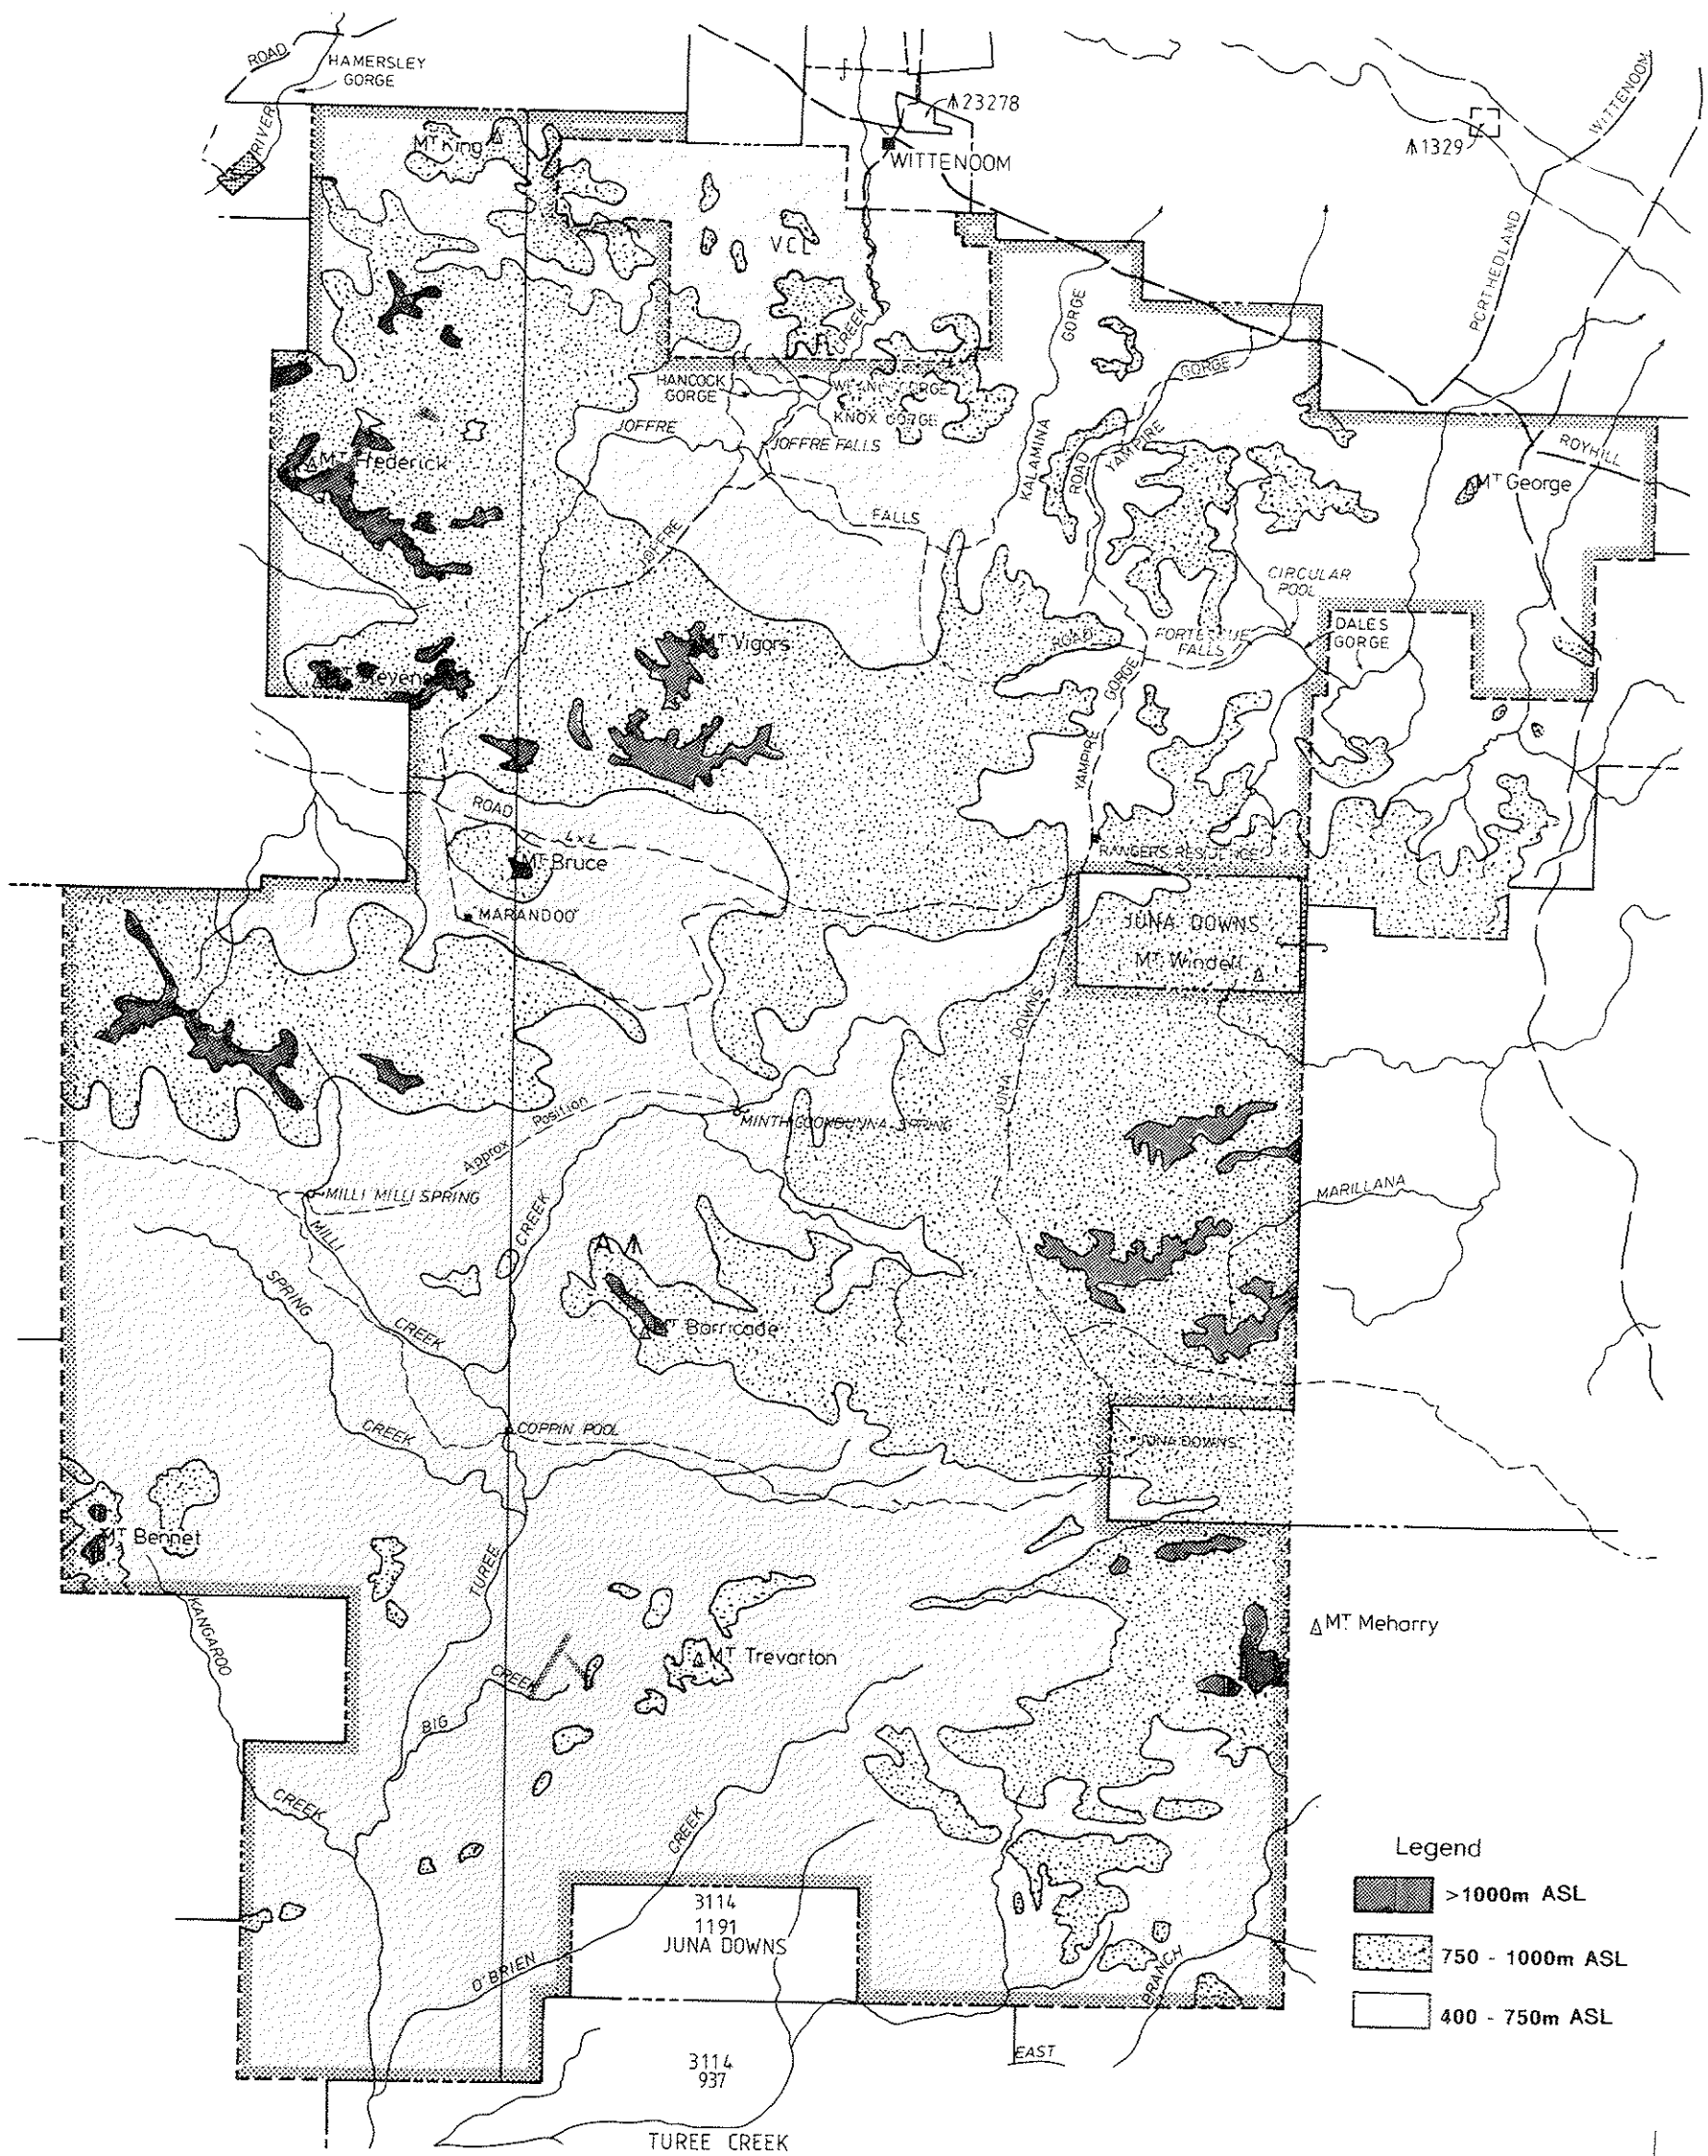 ROAD
HAMERSLEY
GORGE
RIVER
MT King
23278
WITTENOOM
1329
WITTENOOM
PORTHEDLAND
VCL
CREEK
GORGE
GORGE
HANCOCK
GORGE
GORGE
KNOX GORGE
JOFFRE
JOFFRE FALLS
KALAMINA
ROAD
YAMPIRE
ROYHILL
MT Frederick
MT George
FALLS
JOFFRE
CIRCULAR
POOL
DALES
GORGE
FORTESCUE
FALLS
ROAD
GORGE
MT Vigors
YAMPIRE
ROAD
4x4
MT Bruce
RANGERS RESIDENCE
MARANDOO
JUNA DOWNS
MT Windell
DOWNS
JUNA
Approx Position
MINTHICOONDUNNA SPRING
MILLI MILLI SPRING
MARILLANA
MILLI
CREEK
SPRING
CREEK
MT Barricade
CREEK
COPPIN POOL
JUNA DOWNS
MT Bennet
TUREE
KANGAROO
MT Meharry
MT Trevarton
CREEK
BIG
CREEK
CREEK
Legend
>1000m ASL
750 - 1000m ASL
400 - 750m ASL
3114
1191
JUNA DOWNS
O'BRIEN
BRANCH
EAST
3114
937
TUREE CREEK